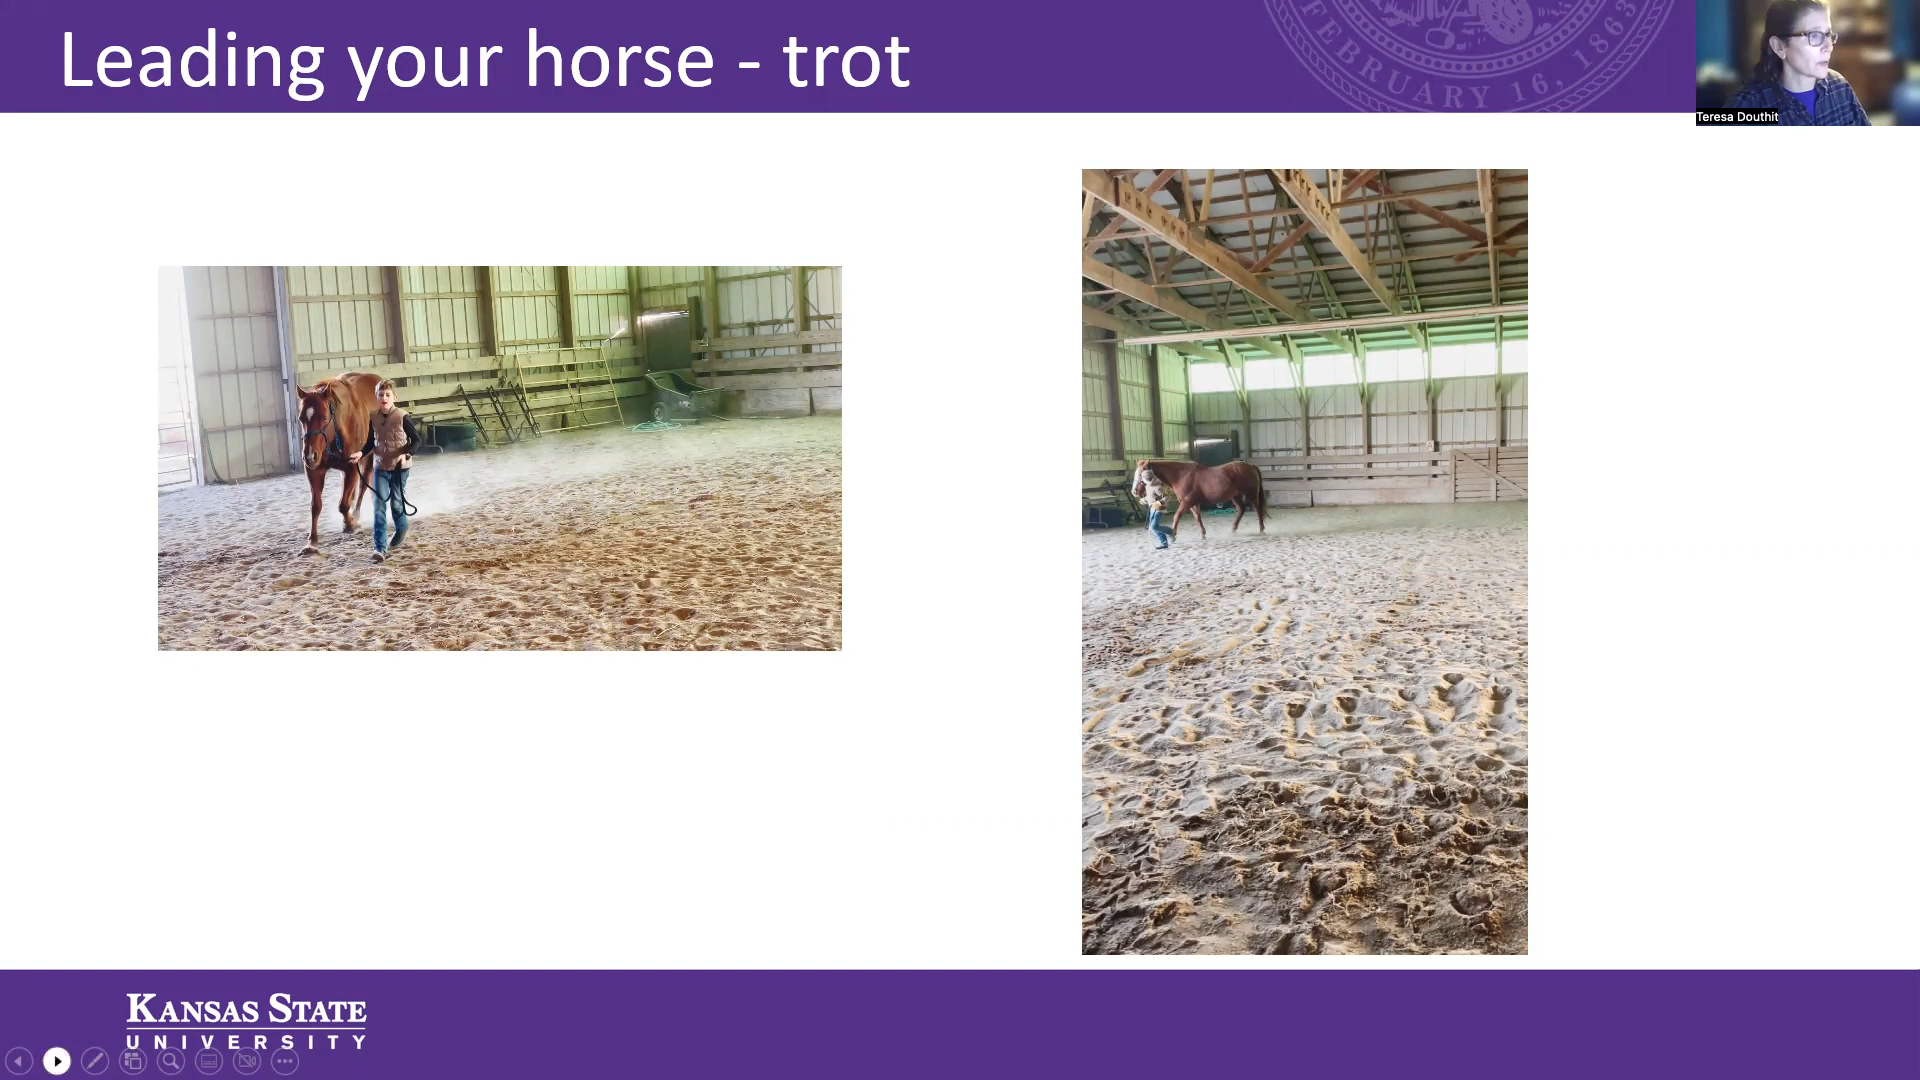 Leading your horse - trot
FEBRUARY 16, 1863
Teresa Douthit
KANSAS STATE
UNIVERSITY